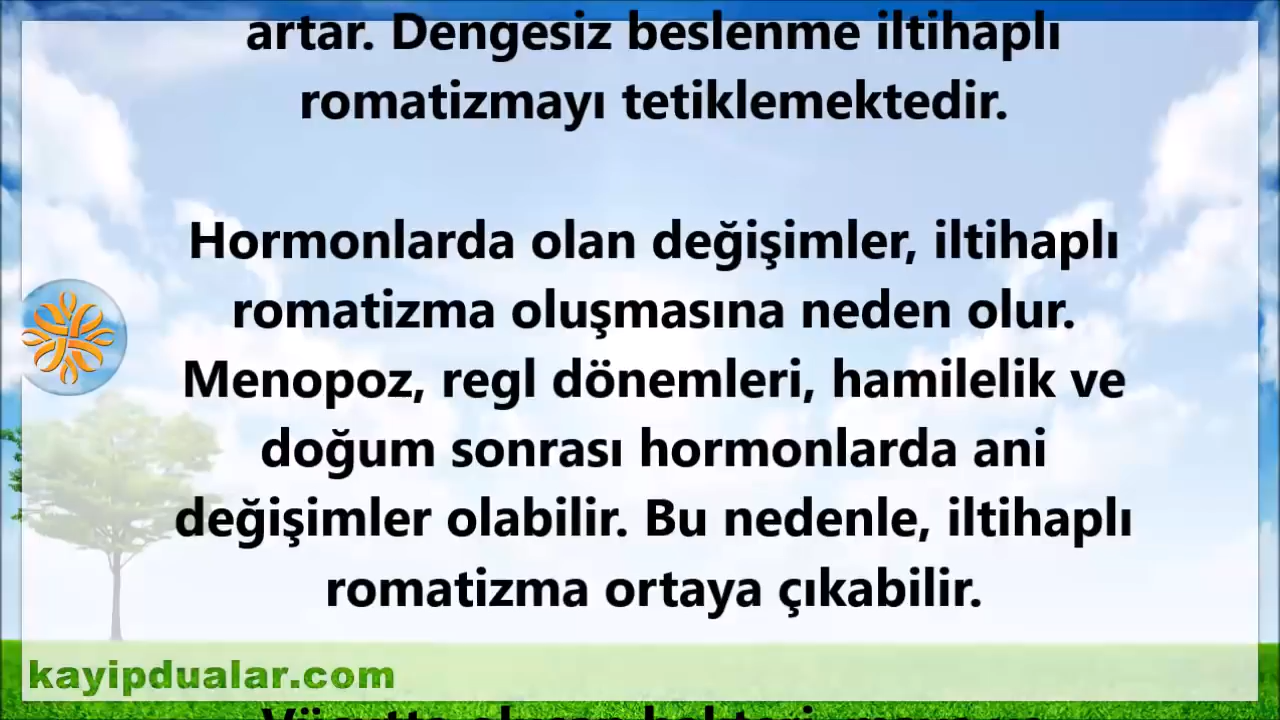 artar. Dengesiz beslenme iltihaplı
romatizmayı tetiklemektedir.
Hormonlarda olan değişimler, iltihaplı
romatizma oluşmasına neden olur.
Menopoz, regl dönemleri, hamilelik ve
doğum sonrası hormonlarda ani
değişimler olabilir. Bu nedenle, iltihaplı
romatizma ortaya çıkabilir.
kayipdualar.com